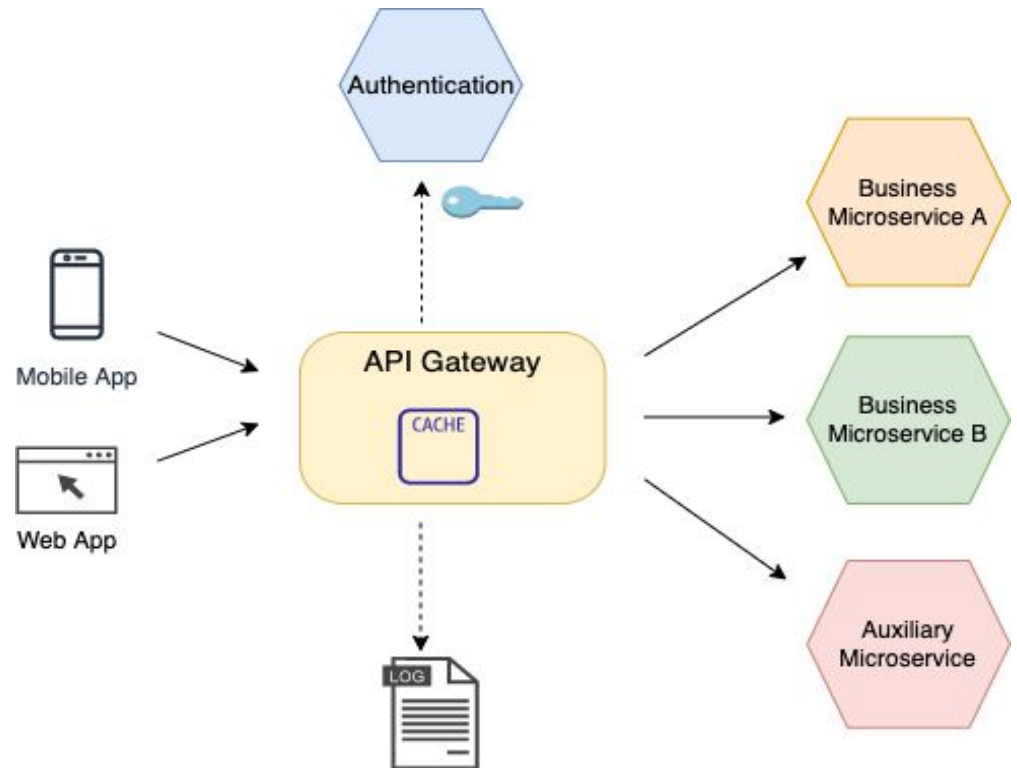 Authentication
Business
Microservice A
Mobile App
API Gateway
CACHE
Business
Microservice B
Web App
LOG
Auxiliary
Microservice